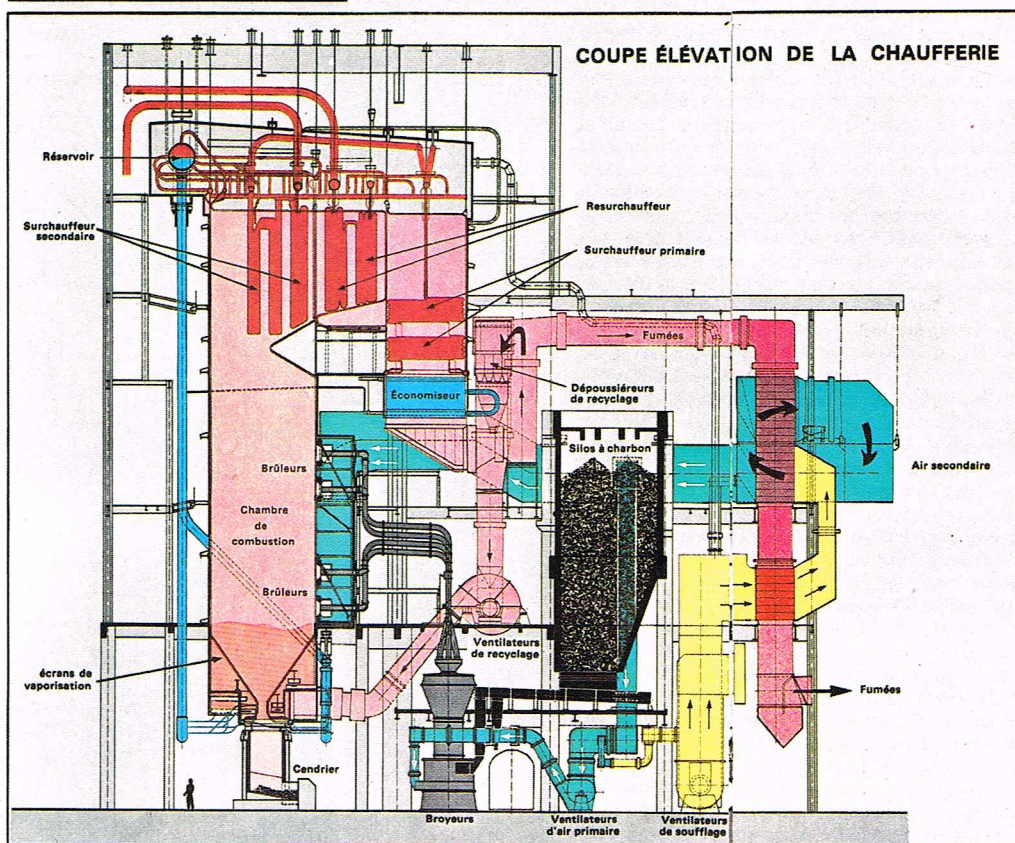 COUPE ÉLÉVATION DE LA CHAUFFERIE
Réservoir
Surchauffeur
secondaire
Resurchauffeur
Surchauffeur primaire
Fumées
Dépoussiéreurs
de recyclage
Économiseur
Silos à charbon
Brûleurs
Air secondaire
Chambre
de
combustion
Brûleurs
Ventilateurs
de recyclage
écrans de
vaporisation
Fumées
Cendrier
Broyeurs
Ventilateurs
d'air primaire
Ventilateurs
de soufflage